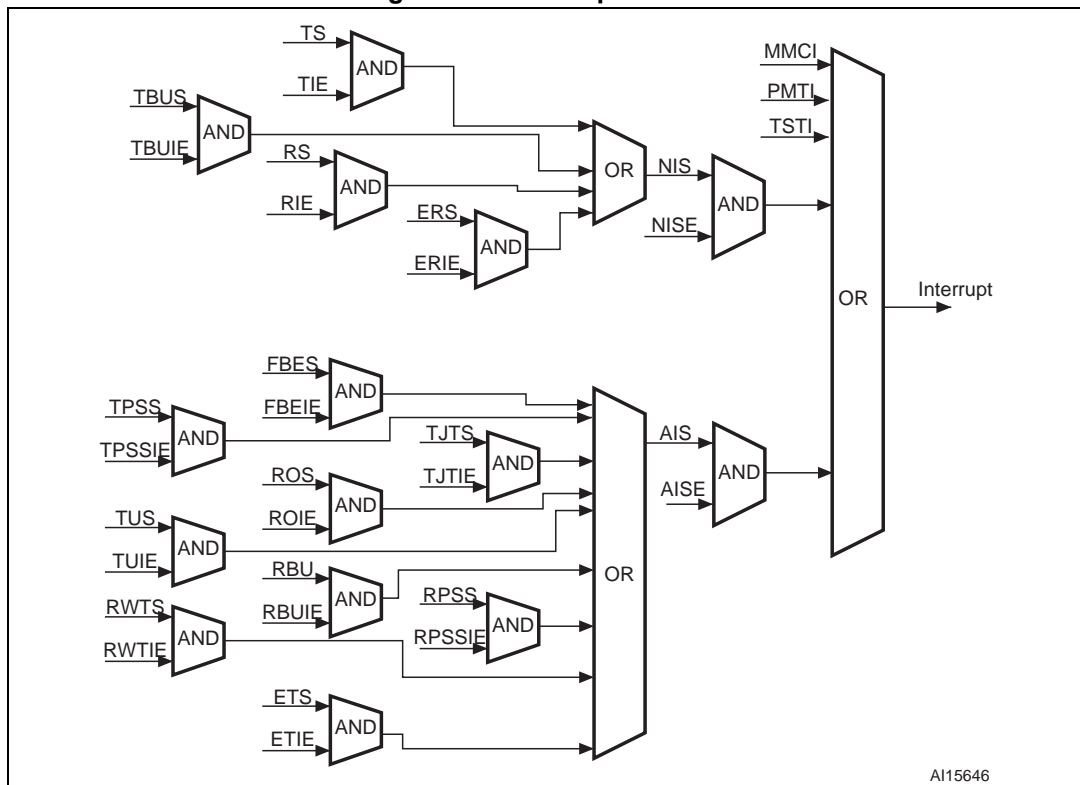 TS
AND
TIE
TBUS
AND
TBUIE
RS
AND
RIE
ERS
AND
ERIE
OR
NIS
AND
NISE
MMCI
PMTI
TSTI
OR
Interrupt
FBES
AND
FBEIE
TPSS
AND
TPSSIE
TJTS
AND
TJTIE
ROS
AND
ROIE
TUS
AND
TUIE
RBU
AND
RBUIE
RPSS
AND
RPSSIE
RWTS
AND
RWTIE
ETS
AND
ETIE
OR
AIS
AND
AISE
AI15646